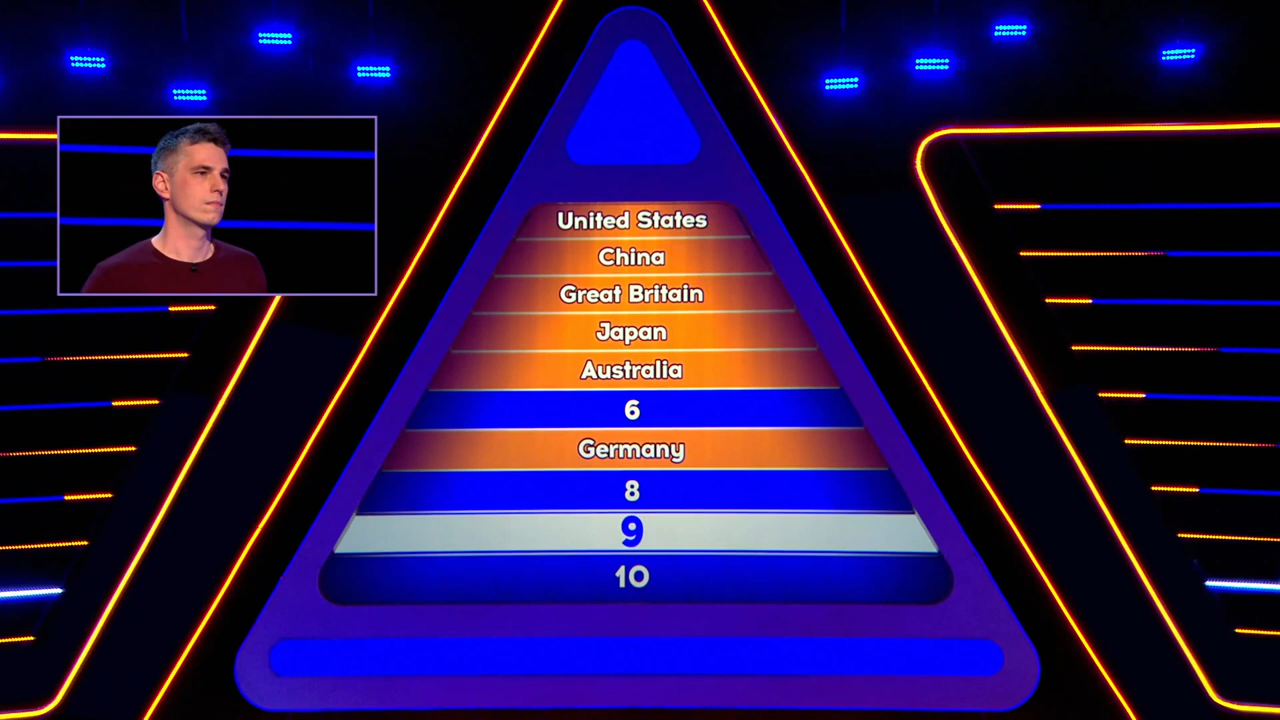 United States
China
Great Britain
Japan
Australia
6
Germany
8
9
10